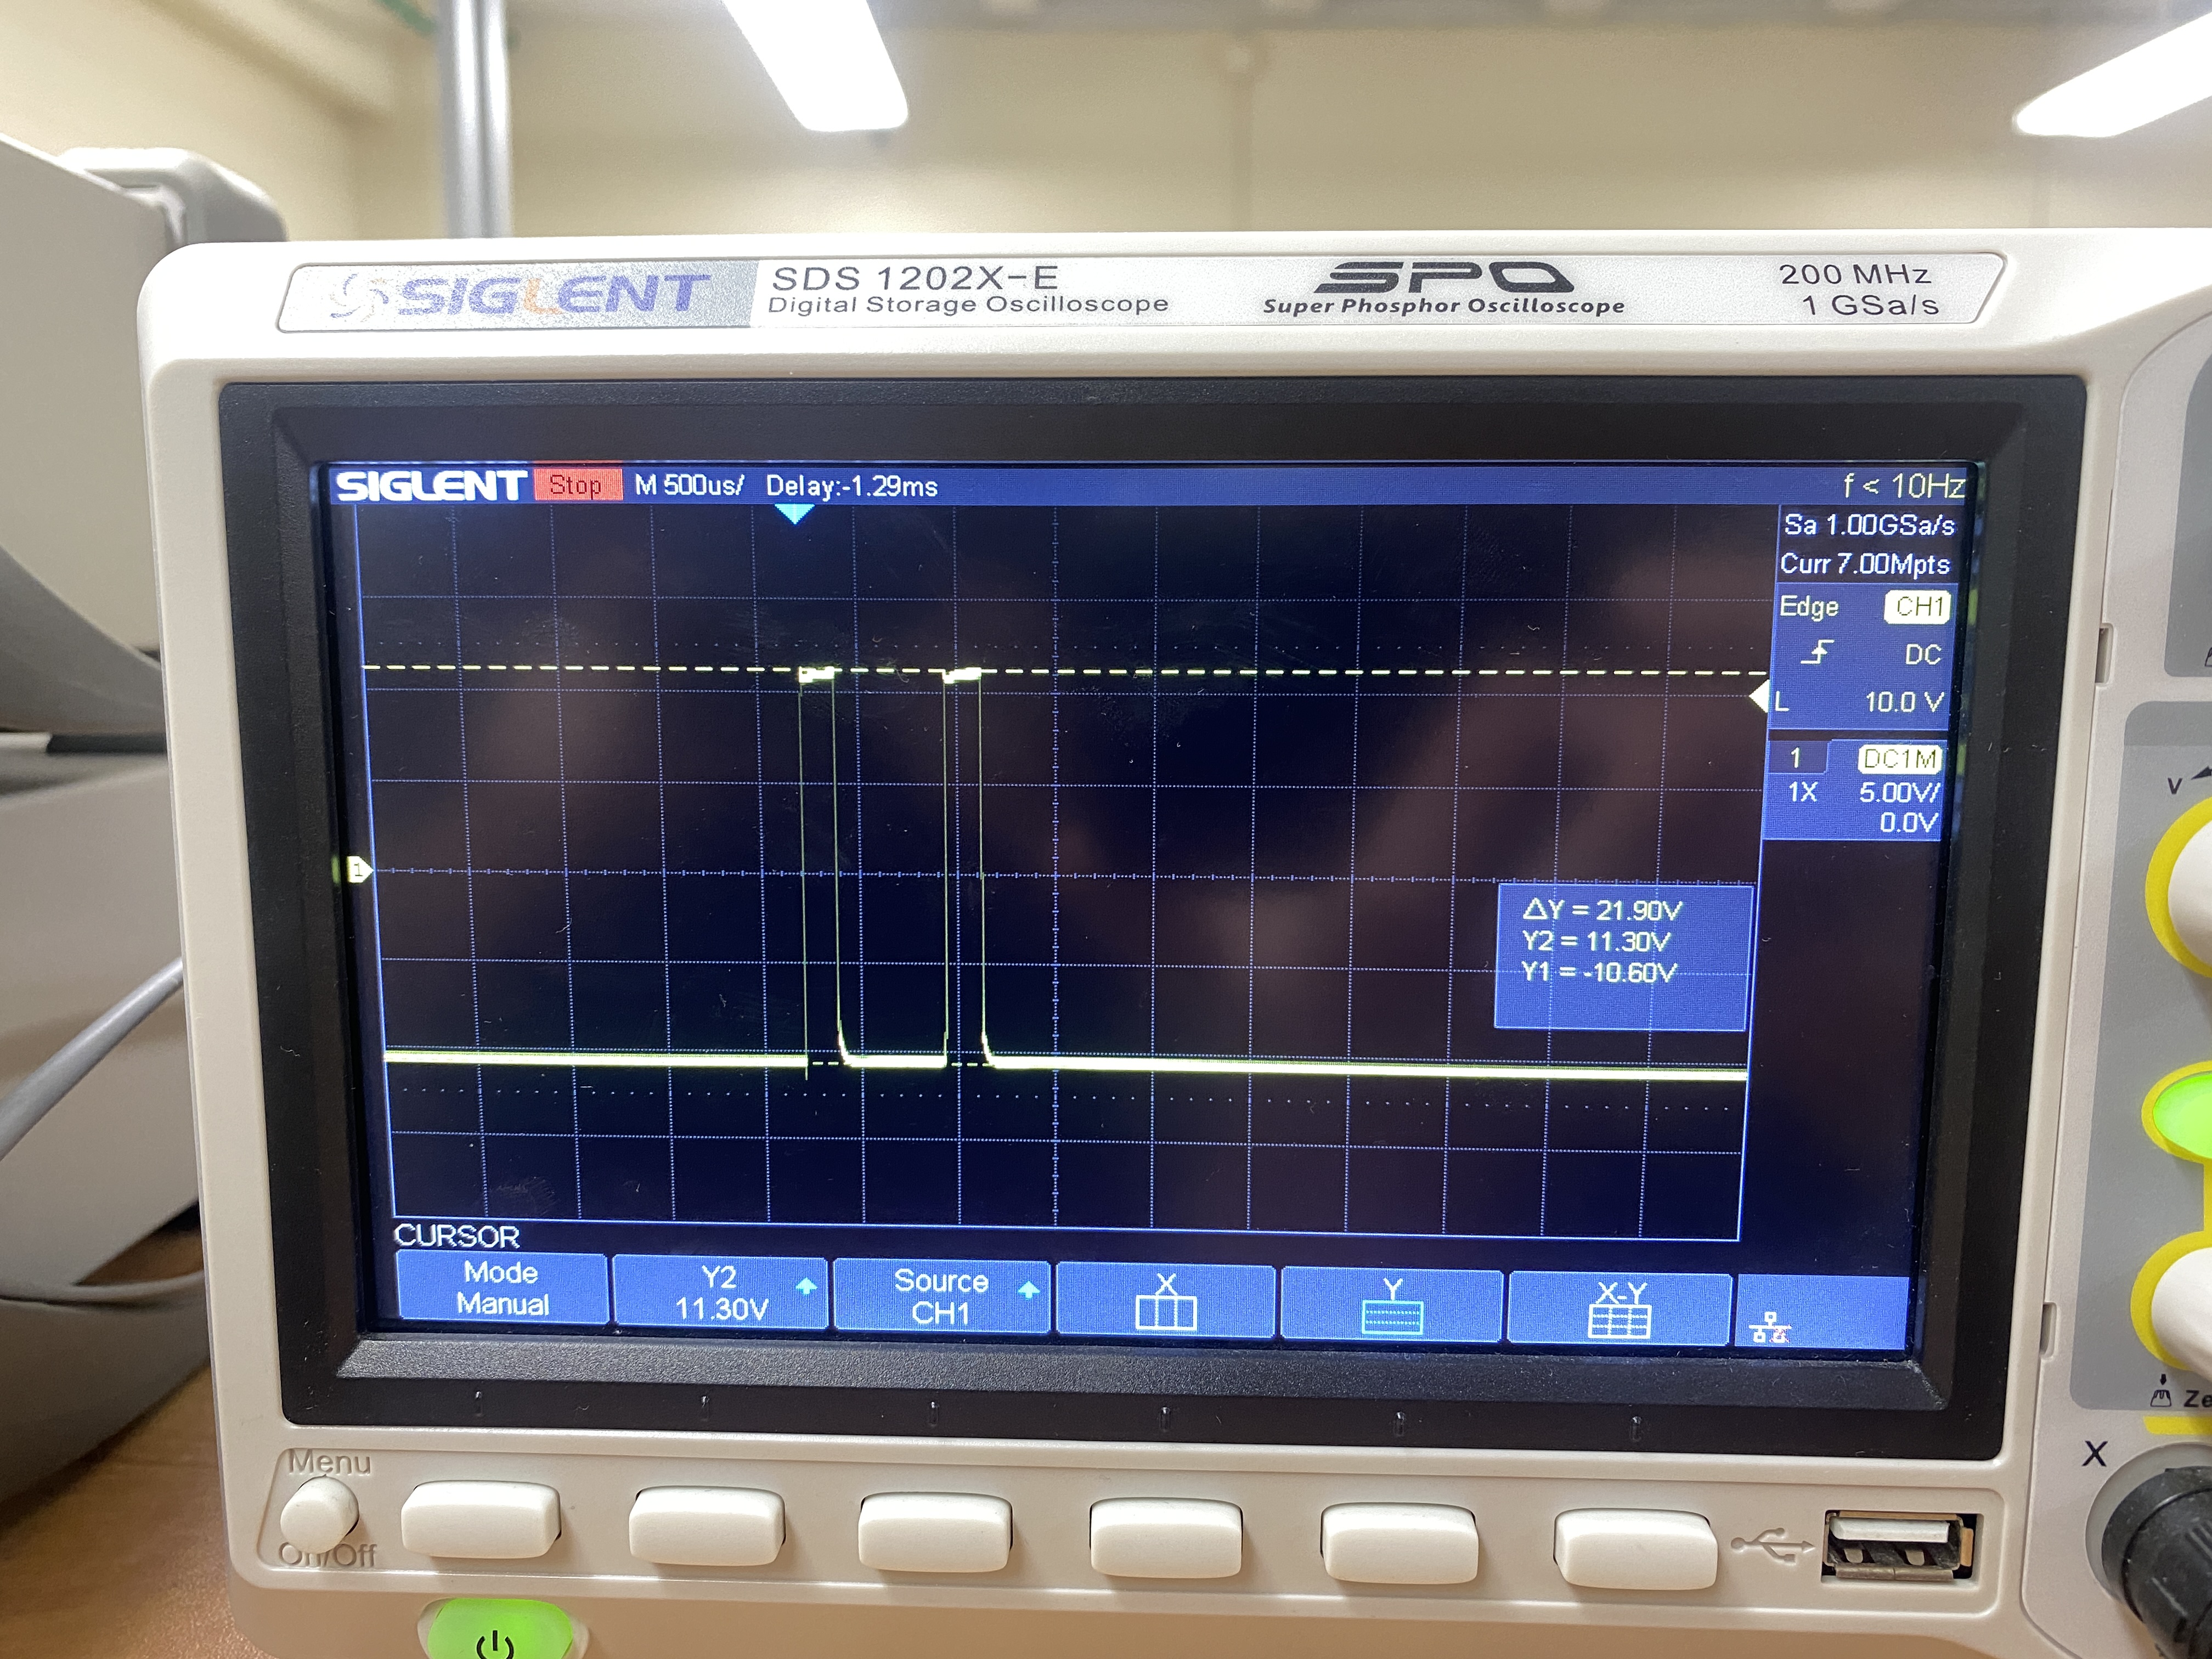 SIGLENT SDS 1202X-E SPO 200 MHz
Digital Storage Oscilloscope Super Phosphor Oscilloscope 1 GSa/s
SIGLENT Stop M 500us/ Delay:-1.29ms f < 10Hz
Sa 1.00GSa/s
Curr 7.00Mpts
Edge CH1
DC
L 10.0 V
1 DC1M
1X 5.00V/
0.0V
1
ΔY = 21.90V
Y2 = 11.30V
Y1 = -10.60V
CURSOR
Mode Y2 Source X Y X-Y
Manual 11.30V CH1
V
Ze
X
Menu
On/Off